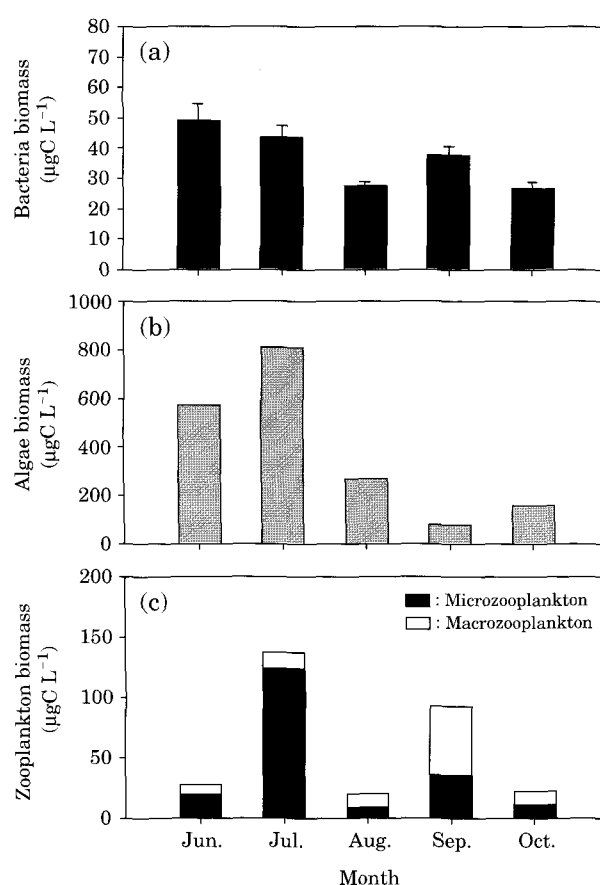 (a)
Bacteria biomass
(µgC L⁻¹)
80
70
60
50
40
30
20
10
0
(b)
Algae biomass
(µgC L⁻¹)
1000
800
600
400
200
0
(c)
: Microzooplankton
: Macrozooplankton
Zooplankton biomass
(µgC L⁻¹)
200
150
100
50
0
Jun. Jul. Aug. Sep. Oct.
Month